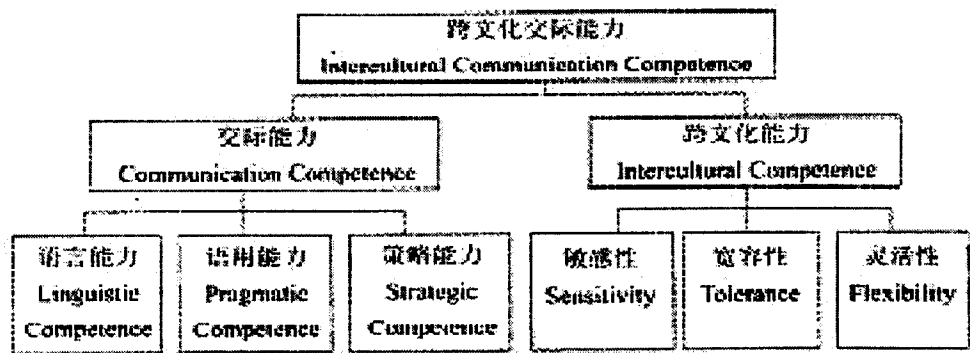 跨文化交际能力
Intercultural Communication Competence
交际能力
Communication Competence
跨文化能力
Intercultural Competence
语言能力
Linguistic
Competence
语用能力
Pragmatic
Competence
策略能力
Strategic
Competence
敏感性
Sensitivity
宽容性
Tolerance
灵活性
Flexibility